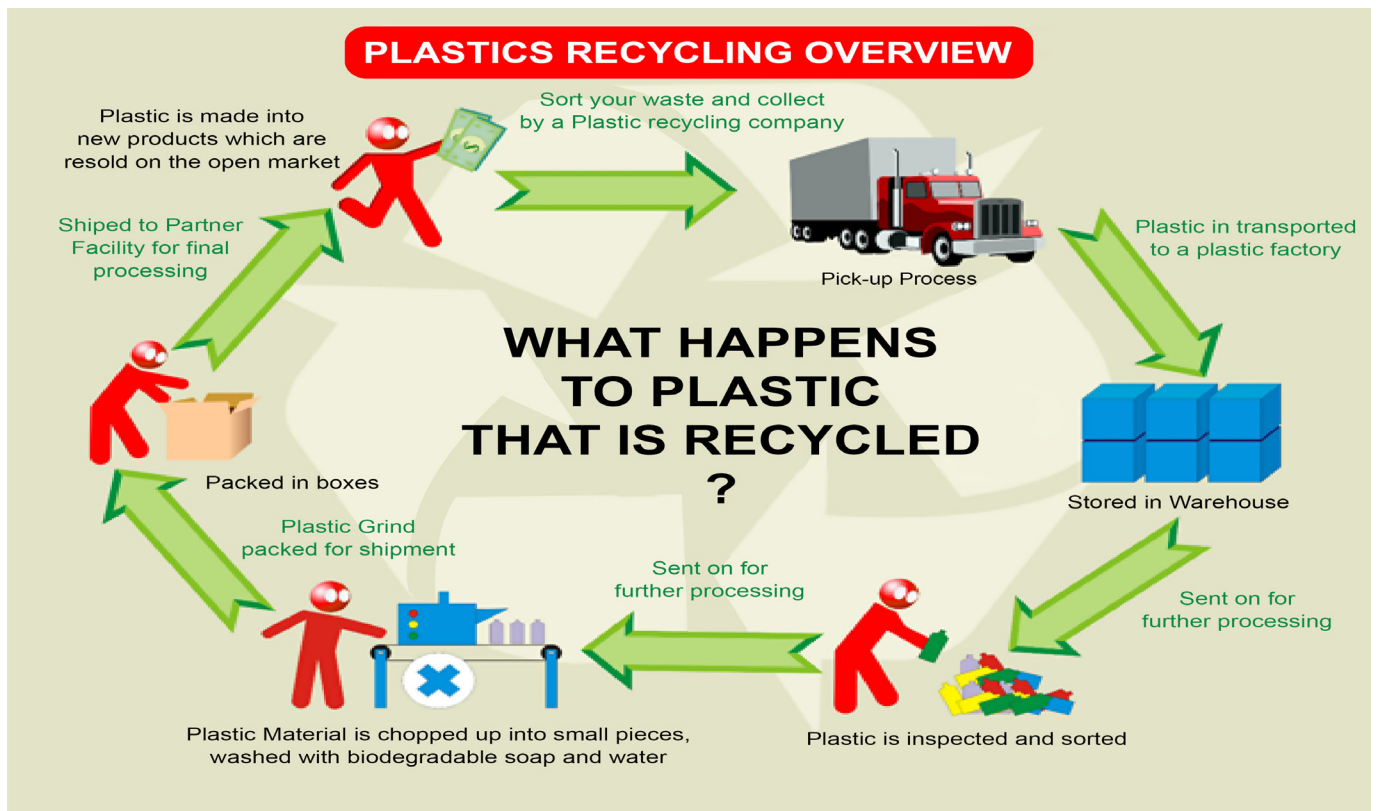 PLASTICS RECYCLING OVERVIEW
Plastic is made into
new products which are
resold on the open market
Sort your waste and collect
by a Plastic recycling company
Pick-up Process
Plastic in transported
to a plastic factory
Shiped to Partner
Facility for final
processing
WHAT HAPPENS
TO PLASTIC
THAT IS RECYCLED
?
Stored in Warehouse
Packed in boxes
Plastic Grind
packed for shipment
Sent on for
further processing
Sent on for
further processing
Plastic Material is chopped up into small pieces,
washed with biodegradable soap and water
Plastic is inspected and sorted